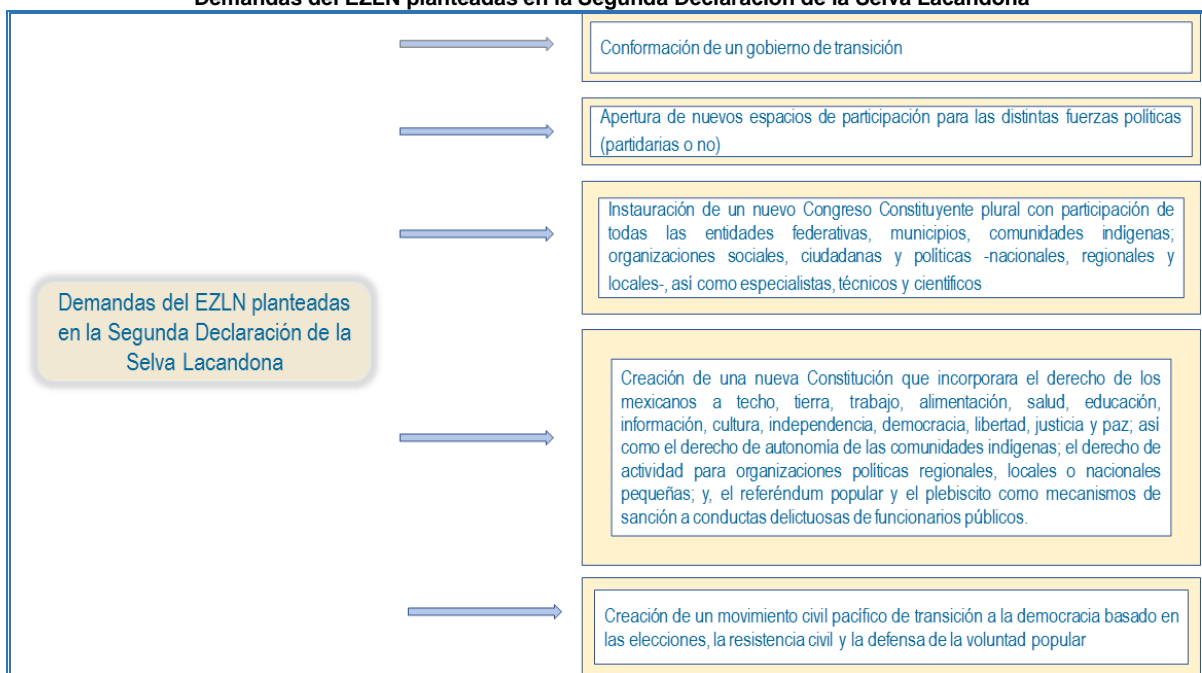 Demandas del EZLN planteadas en la Segunda Declaración de la Selva Lacandona
Conformación de un gobierno de transición
Apertura de nuevos espacios de participación para las distintas fuerzas políticas
(partidarias o no)
Instauración de un nuevo Congreso Constituyente plural con participación de
todas las entidades federativas, municipios, comunidades indígenas;
organizaciones sociales, ciudadanas y políticas -nacionales, regionales y
locales-, así como especialistas, técnicos y científicos
Demandas del EZLN planteadas
en la Segunda Declaración de la
Selva Lacandona
Creación de una nueva Constitución que incorporara el derecho de los
mexicanos a techo, tierra, trabajo, alimentación, salud, educación,
información, cultura, independencia, democracia, libertad, justicia y paz; así
como el derecho de autonomía de las comunidades indígenas; el derecho de
actividad para organizaciones políticas regionales, locales o nacionales
pequeñas; y, el referéndum popular y el plebiscito como mecanismos de
sanción a conductas delictuosas de funcionarios públicos.
Creación de un movimiento civil pacífico de transición a la democracia basado en
las elecciones, la resistencia civil y la defensa de la voluntad popular